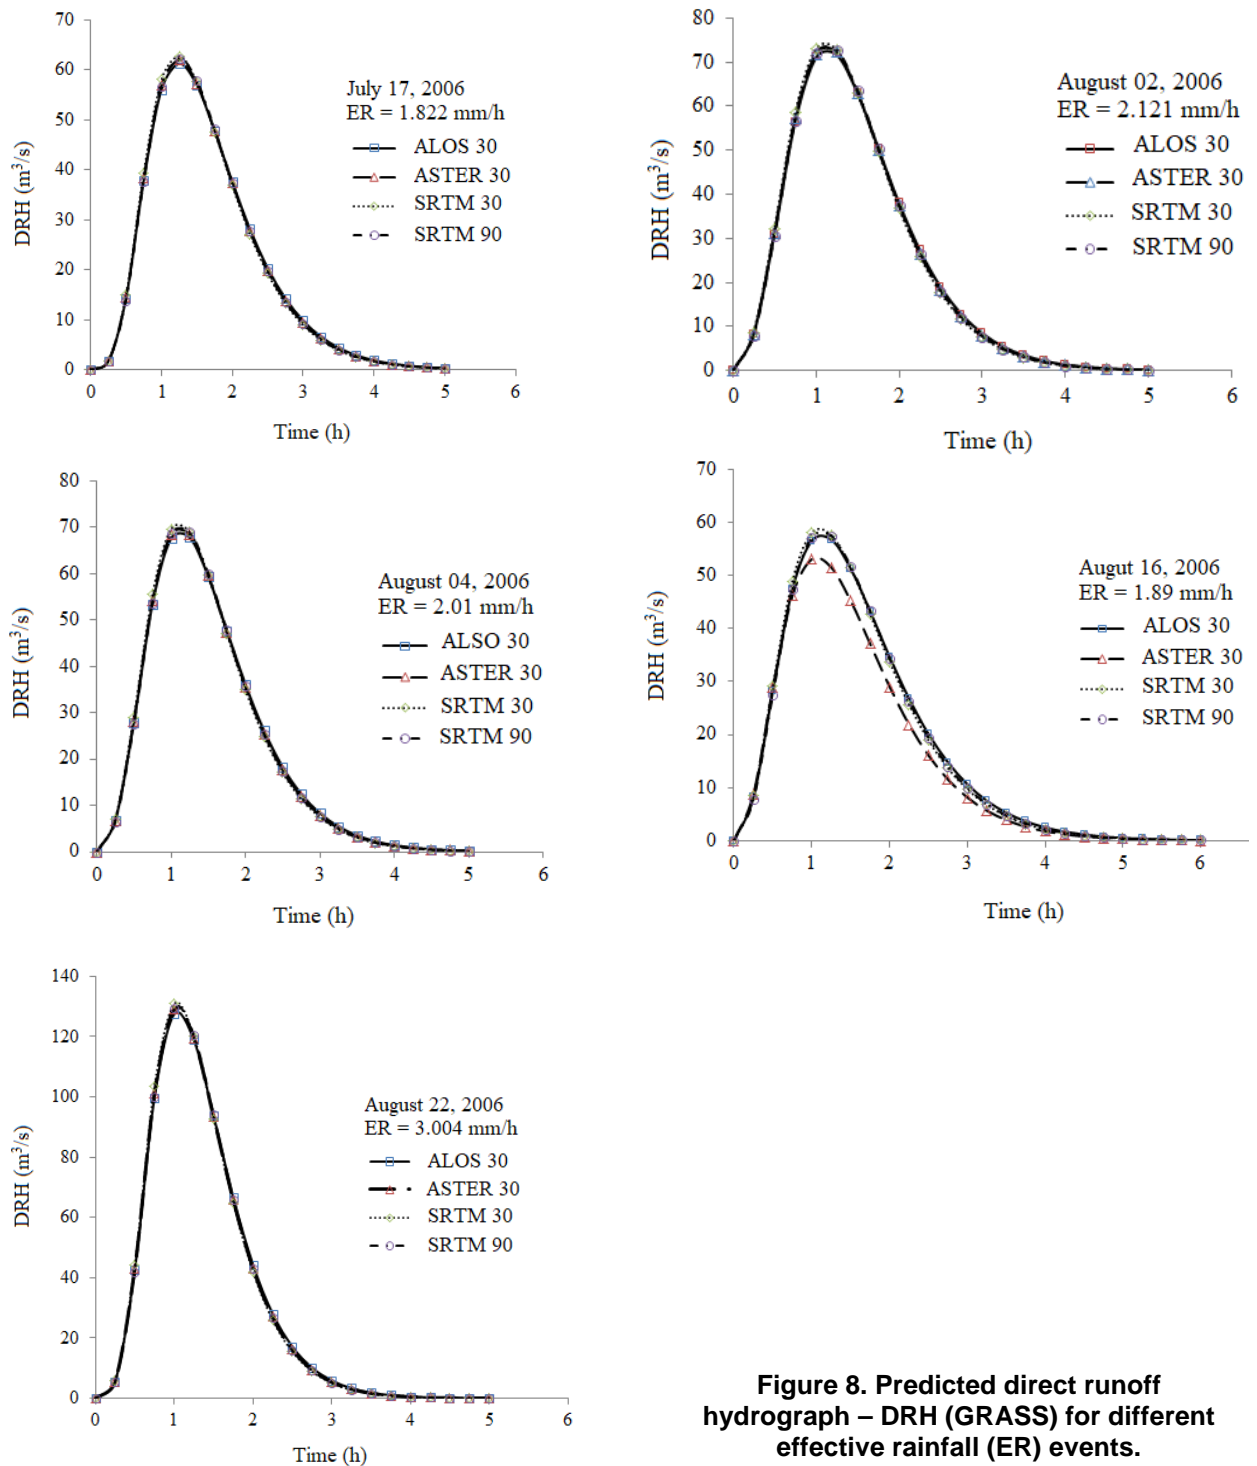 70
60
50
40
30
20
10
0
0 1 2 3 4 5 6
DRH (m³/s)
Time (h)
July 17, 2006
ER = 1.822 mm/h
ALOS 30
ASTER 30
SRTM 30
SRTM 90
80
70
60
50
40
30
20
10
0
0 1 2 3 4 5 6
DRH (m³/s)
Time (h)
August 02, 2006
ER = 2.121 mm/h
ALOS 30
ASTER 30
SRTM 30
SRTM 90
80
70
60
50
40
30
20
10
0
0 1 2 3 4 5 6
DRH (m³/s)
Time (h)
August 04, 2006
ER = 2.01 mm/h
ALSO 30
ASTER 30
SRTM 30
SRTM 90
70
60
50
40
30
20
10
0
0 1 2 3 4 5 6
DRH (m³/s)
Time (h)
Augut 16, 2006
ER = 1.89 mm/h
ALOS 30
ASTER 30
SRTM 30
SRTM 90
140
120
100
80
60
40
20
0
0 1 2 3 4 5 6
DRH (m³/s)
Time (h)
August 22, 2006
ER = 3.004 mm/h
ALOS 30
ASTER 30
SRTM 30
SRTM 90
Figure 8. Predicted direct runoff
hydrograph – DRH (GRASS) for different
effective rainfall (ER) events.